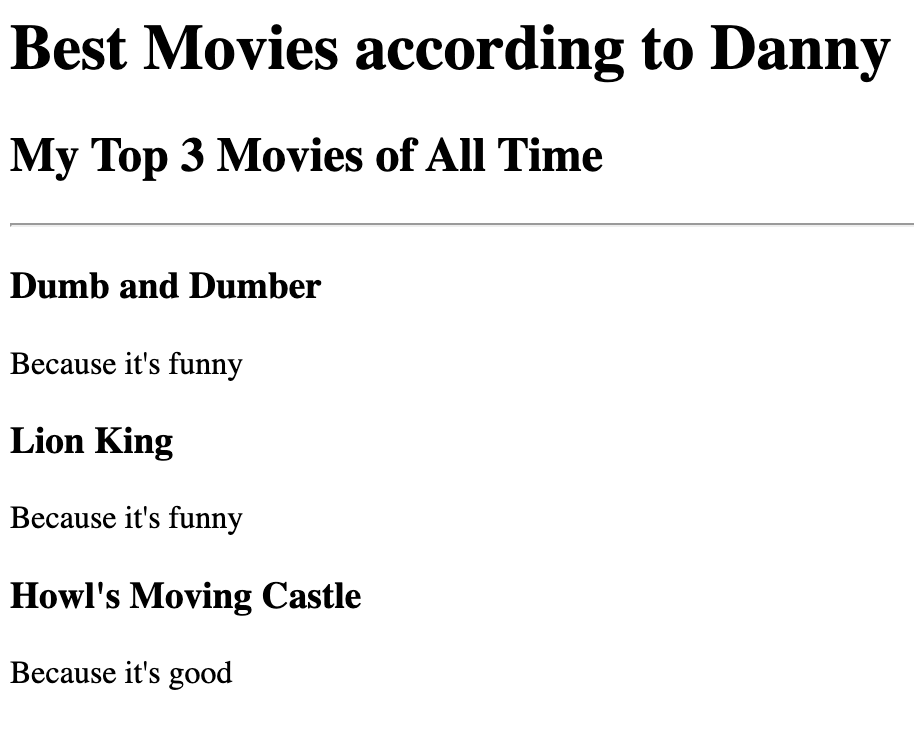 Best Movies according to Danny
My Top 3 Movies of All Time
Dumb and Dumber
Because it's funny
Lion King
Because it's funny
Howl's Moving Castle
Because it's good